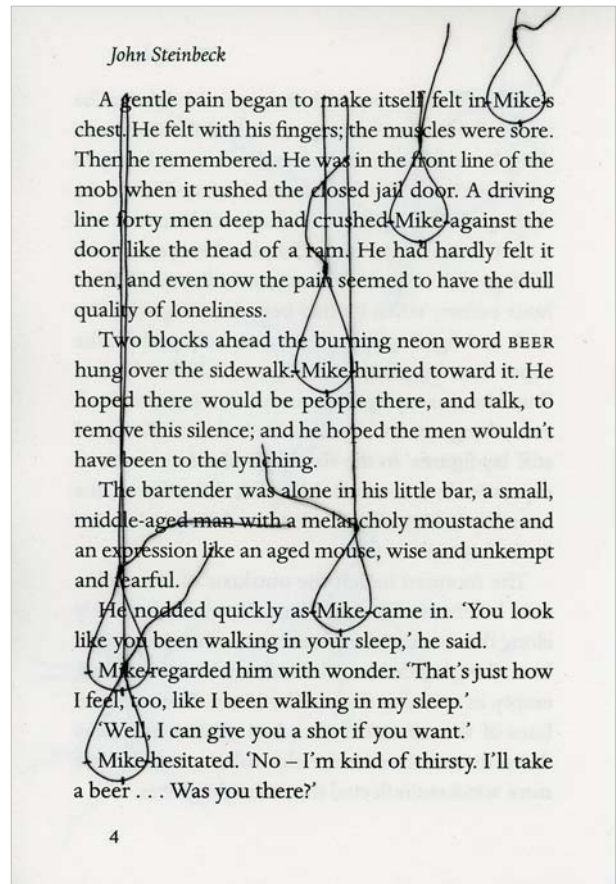 John Steinbeck
A gentle pain began to make itself felt in Mike's
chest. He felt with his fingers; the muscles were sore.
Then he remembered. He was in the front line of the
mob when it rushed the closed jail door. A driving
line forty men deep had crushed Mike against the
door like the head of a ram. He had hardly felt it
then, and even now the pain seemed to have the dull
quality of loneliness.
Two blocks ahead the burning neon word BEER
hung over the sidewalk. Mike hurried toward it. He
hoped there would be people there, and talk, to
remove this silence; and he hoped the men wouldn't
have been to the lynching.
The bartender was alone in his little bar, a small,
middle-aged man with a melancholy moustache and
an expression like an aged mouse, wise and unkempt
and fearful.
He nodded quickly as Mike came in. ‘You look
like you been walking in your sleep,’ he said.
Mike regarded him with wonder. ‘That's just how
I feel, too, like I been walking in my sleep.’
‘Well, I can give you a shot if you want.’
Mike hesitated. ‘No – I'm kind of thirsty. I'll take
a beer . . . Was you there?’
4